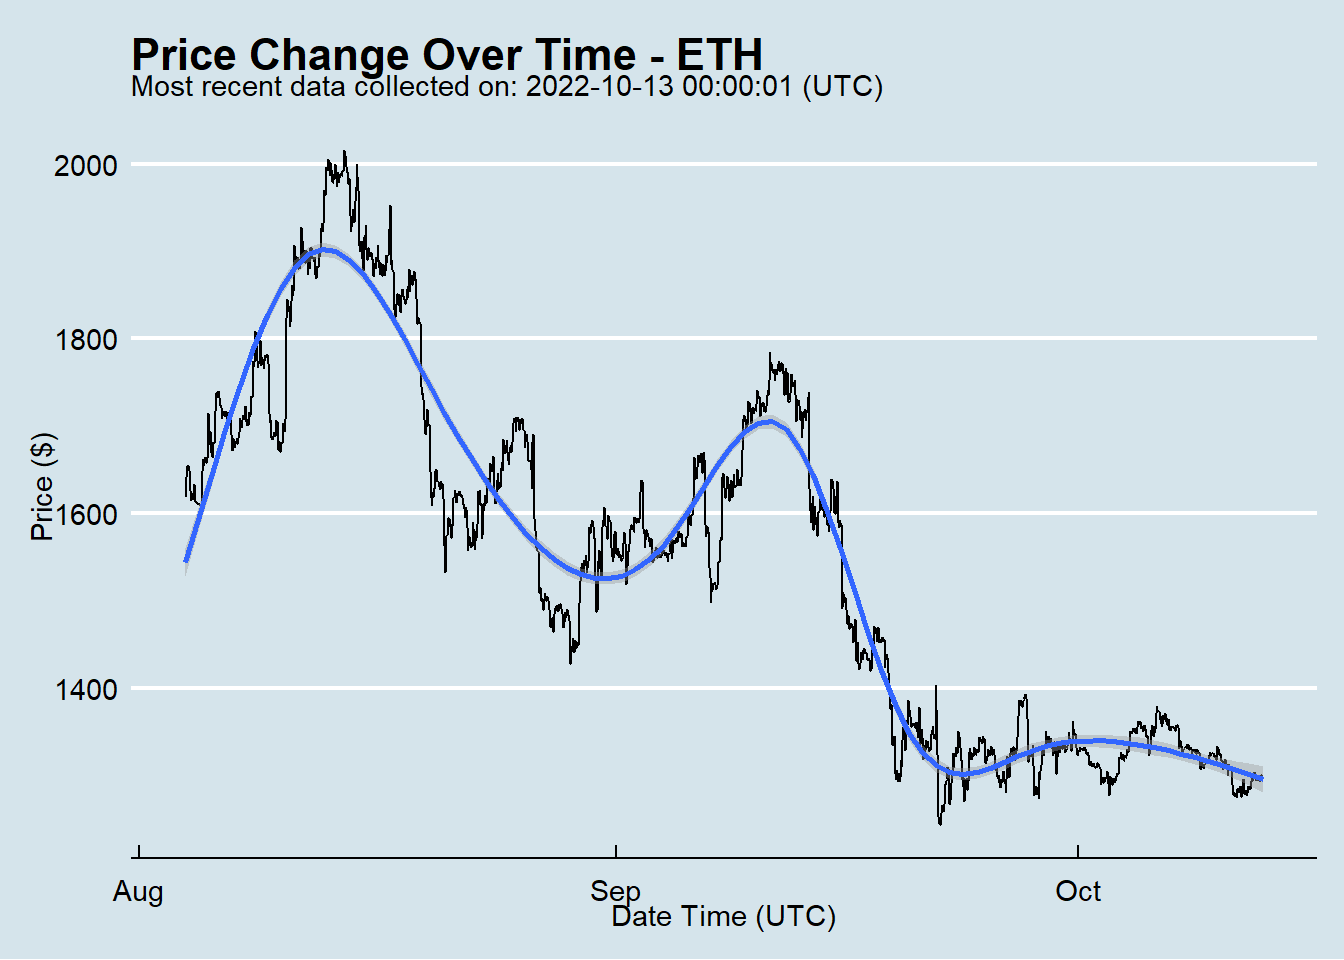 Price Change Over Time - ETH
Most recent data collected on: 2022-10-13 00:00:01 (UTC)
2000
1800
1600
1400
Price ($)
Aug
Sep
Oct
Date Time (UTC)